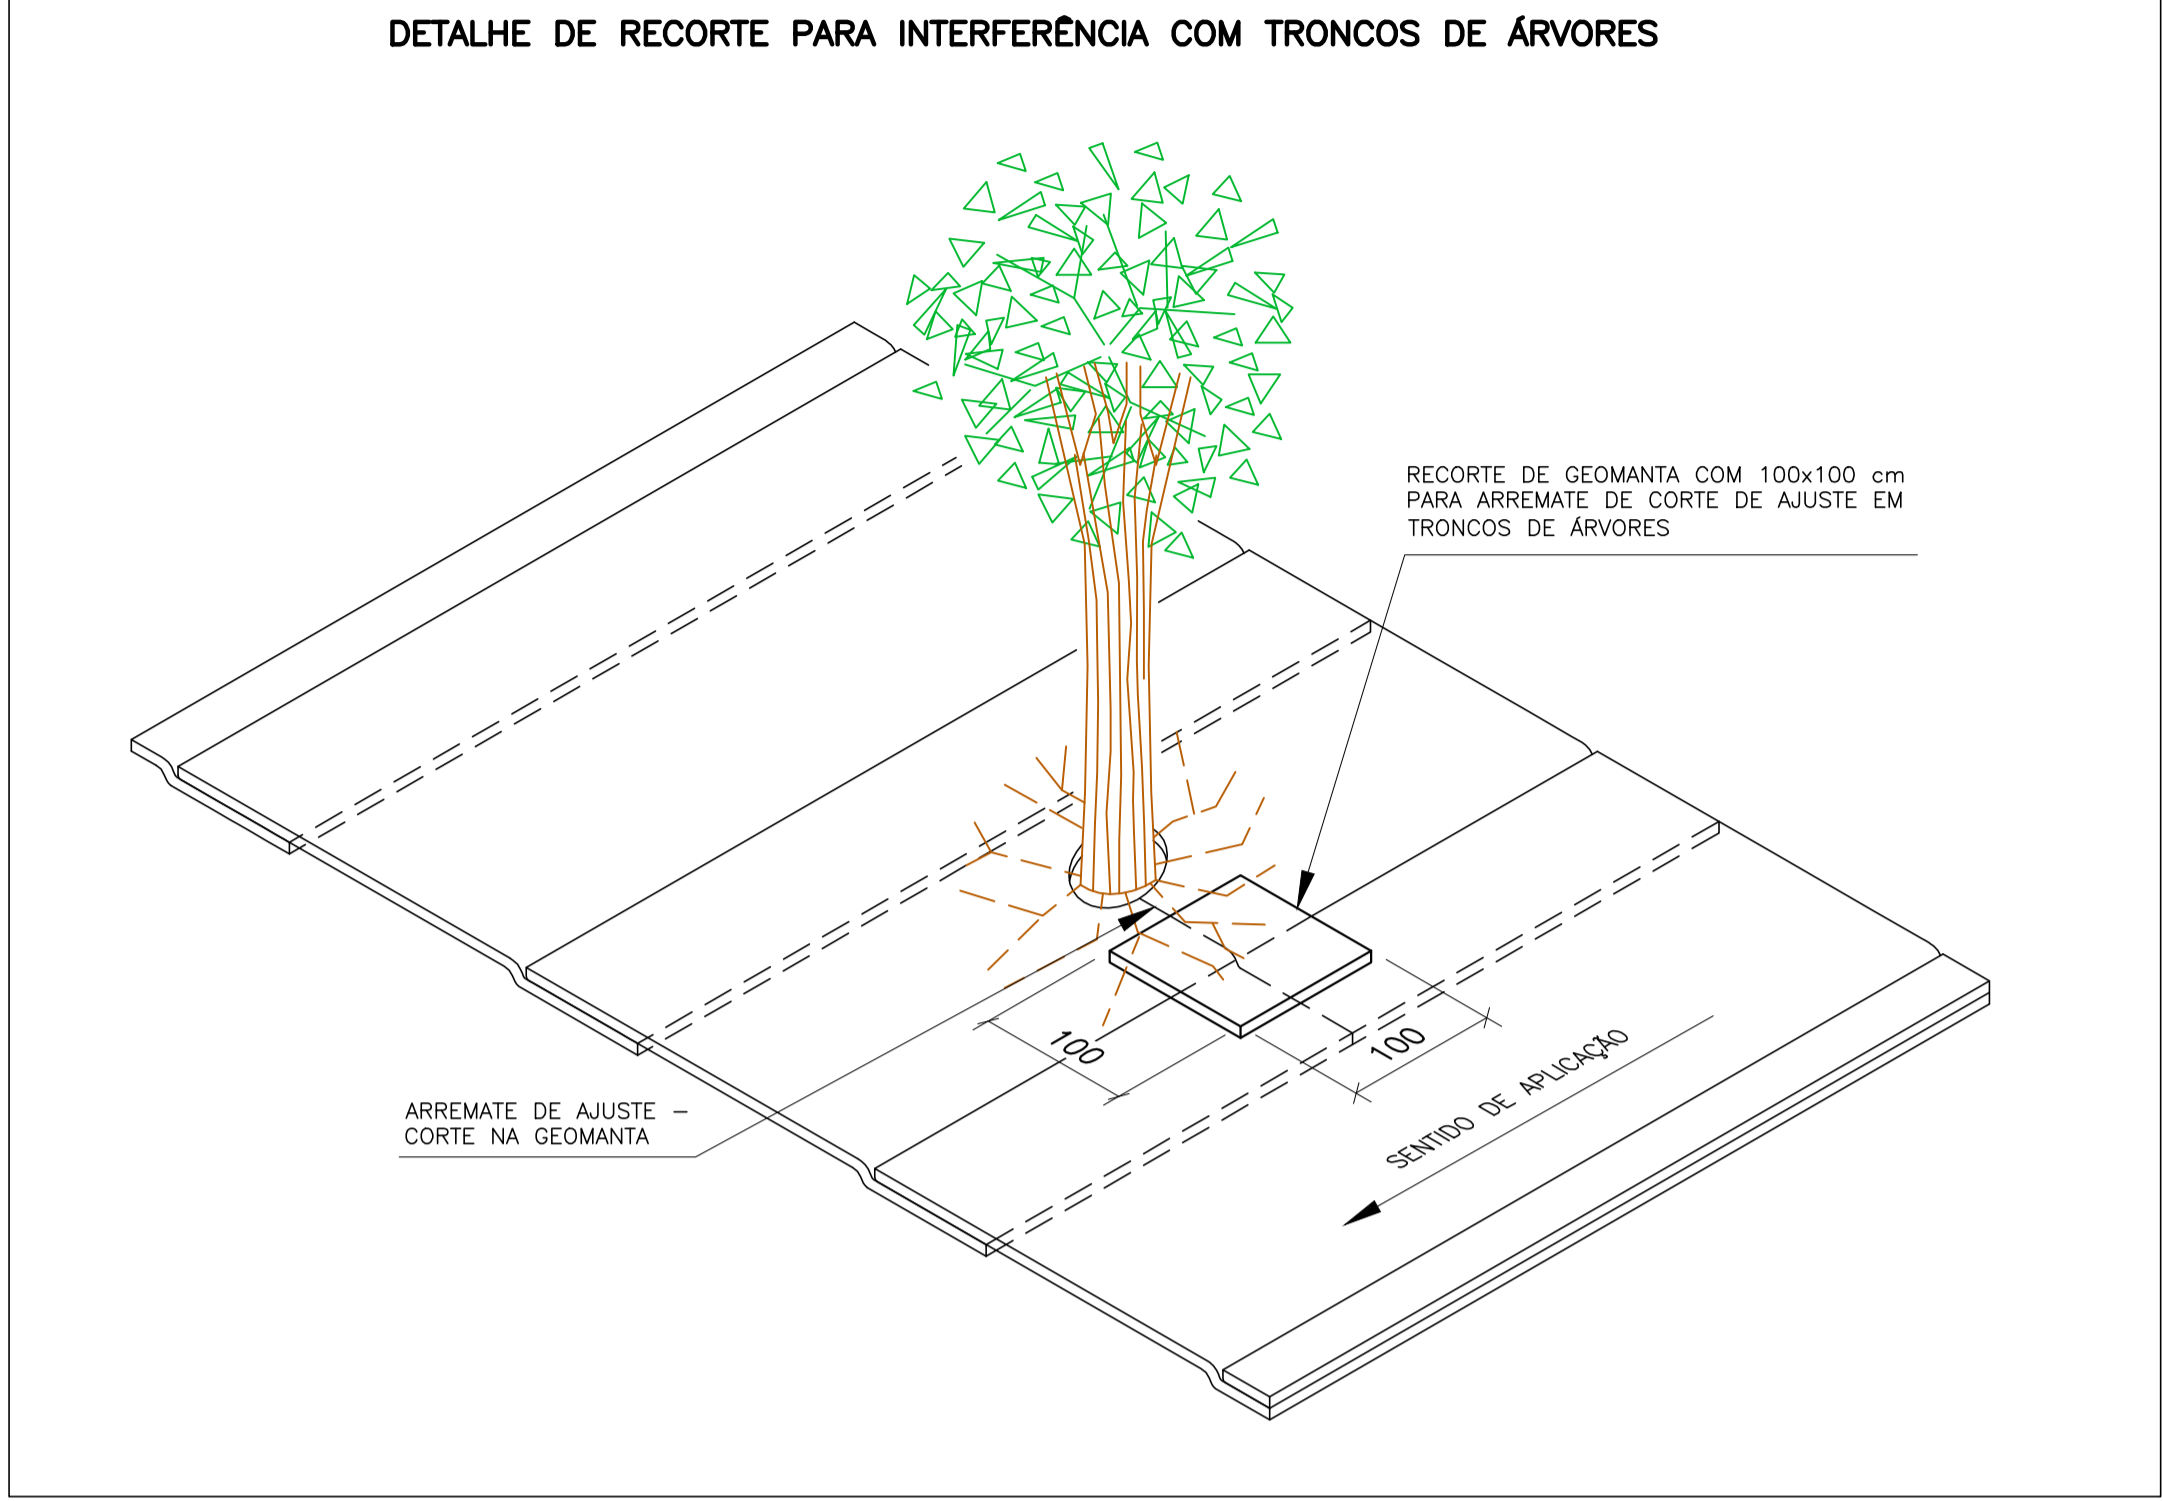 DETALHE DE RECORTE PARA INTERFERÊNCIA COM TRONCOS DE ÁRVORES
RECORTE DE GEOMANTA COM 100x100 cm
PARA ARREMATE DE CORTE DE AJUSTE EM
TRONCOS DE ÁRVORES
100
100
SENTIDO DE APLICAÇÃO
ARREMATE DE AJUSTE –
CORTE NA GEOMANTA